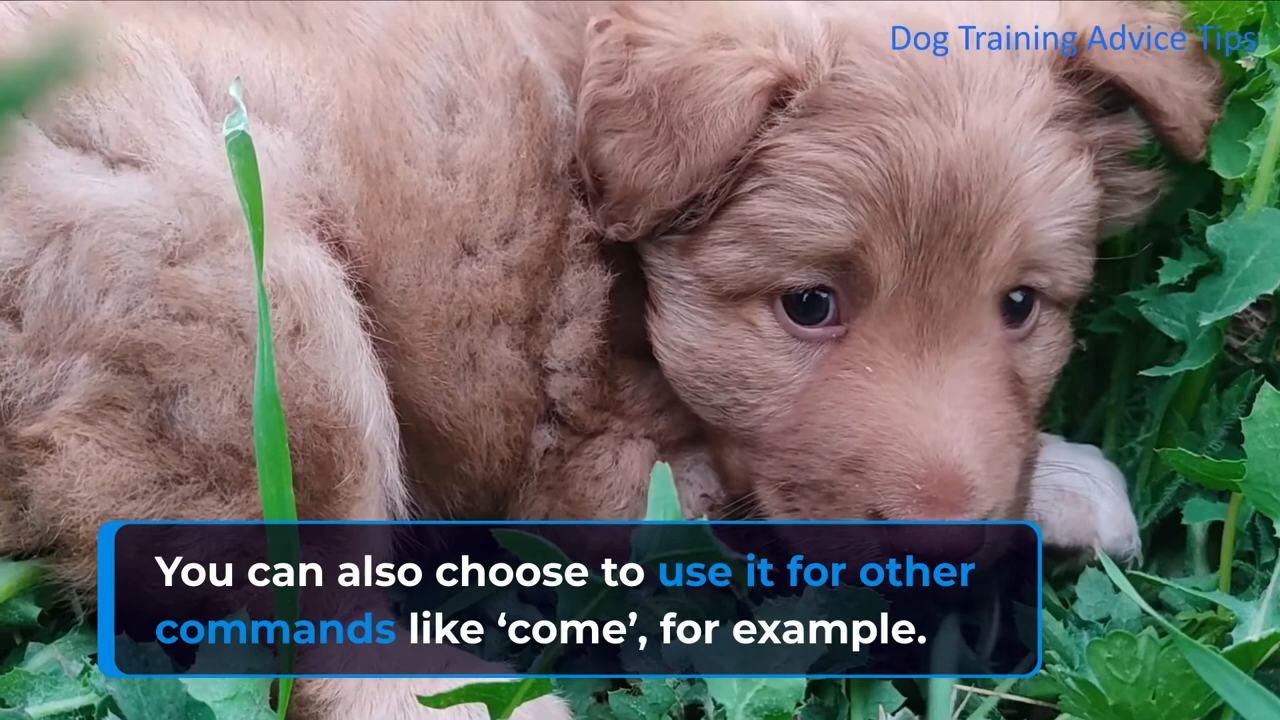 Dog Training Advice Tips
You can also choose to use it for other
commands like ‘come’, for example.